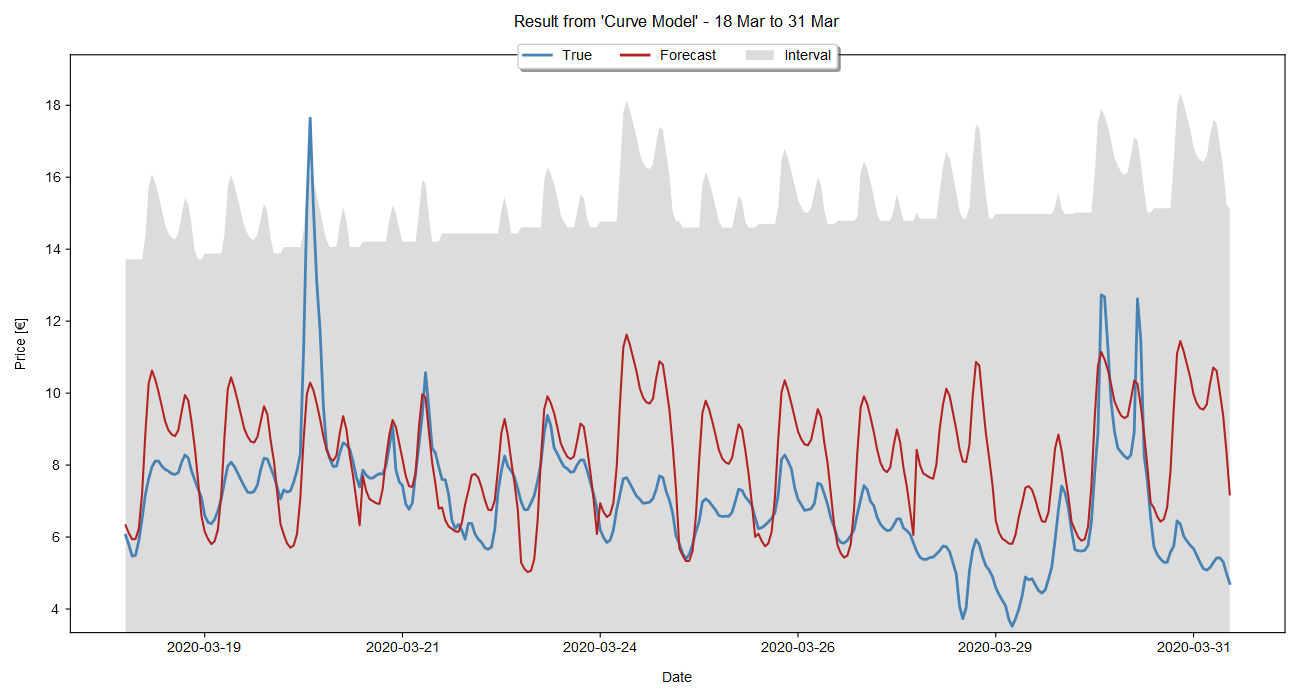 Result from 'Curve Model' - 18 Mar to 31 Mar
True Forecast Interval
18
16
14
12
10
8
6
4
Price [€]
2020-03-19 2020-03-21 2020-03-24 2020-03-26 2020-03-29 2020-03-31
Date